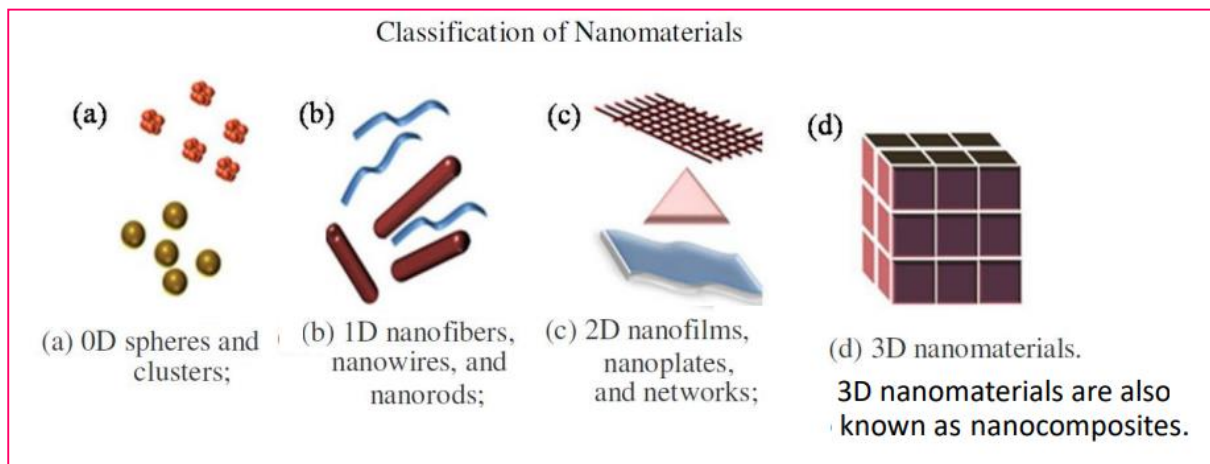 Classification of Nanomaterials
(a)
(b)
(c)
(d)
(a) 0D spheres and
clusters;
(b) 1D nanofibers,
nanowires, and
nanorods;
(c) 2D nanofilms,
nanoplates,
and networks;
(d) 3D nanomaterials.
3D nanomaterials are also
known as nanocomposites.